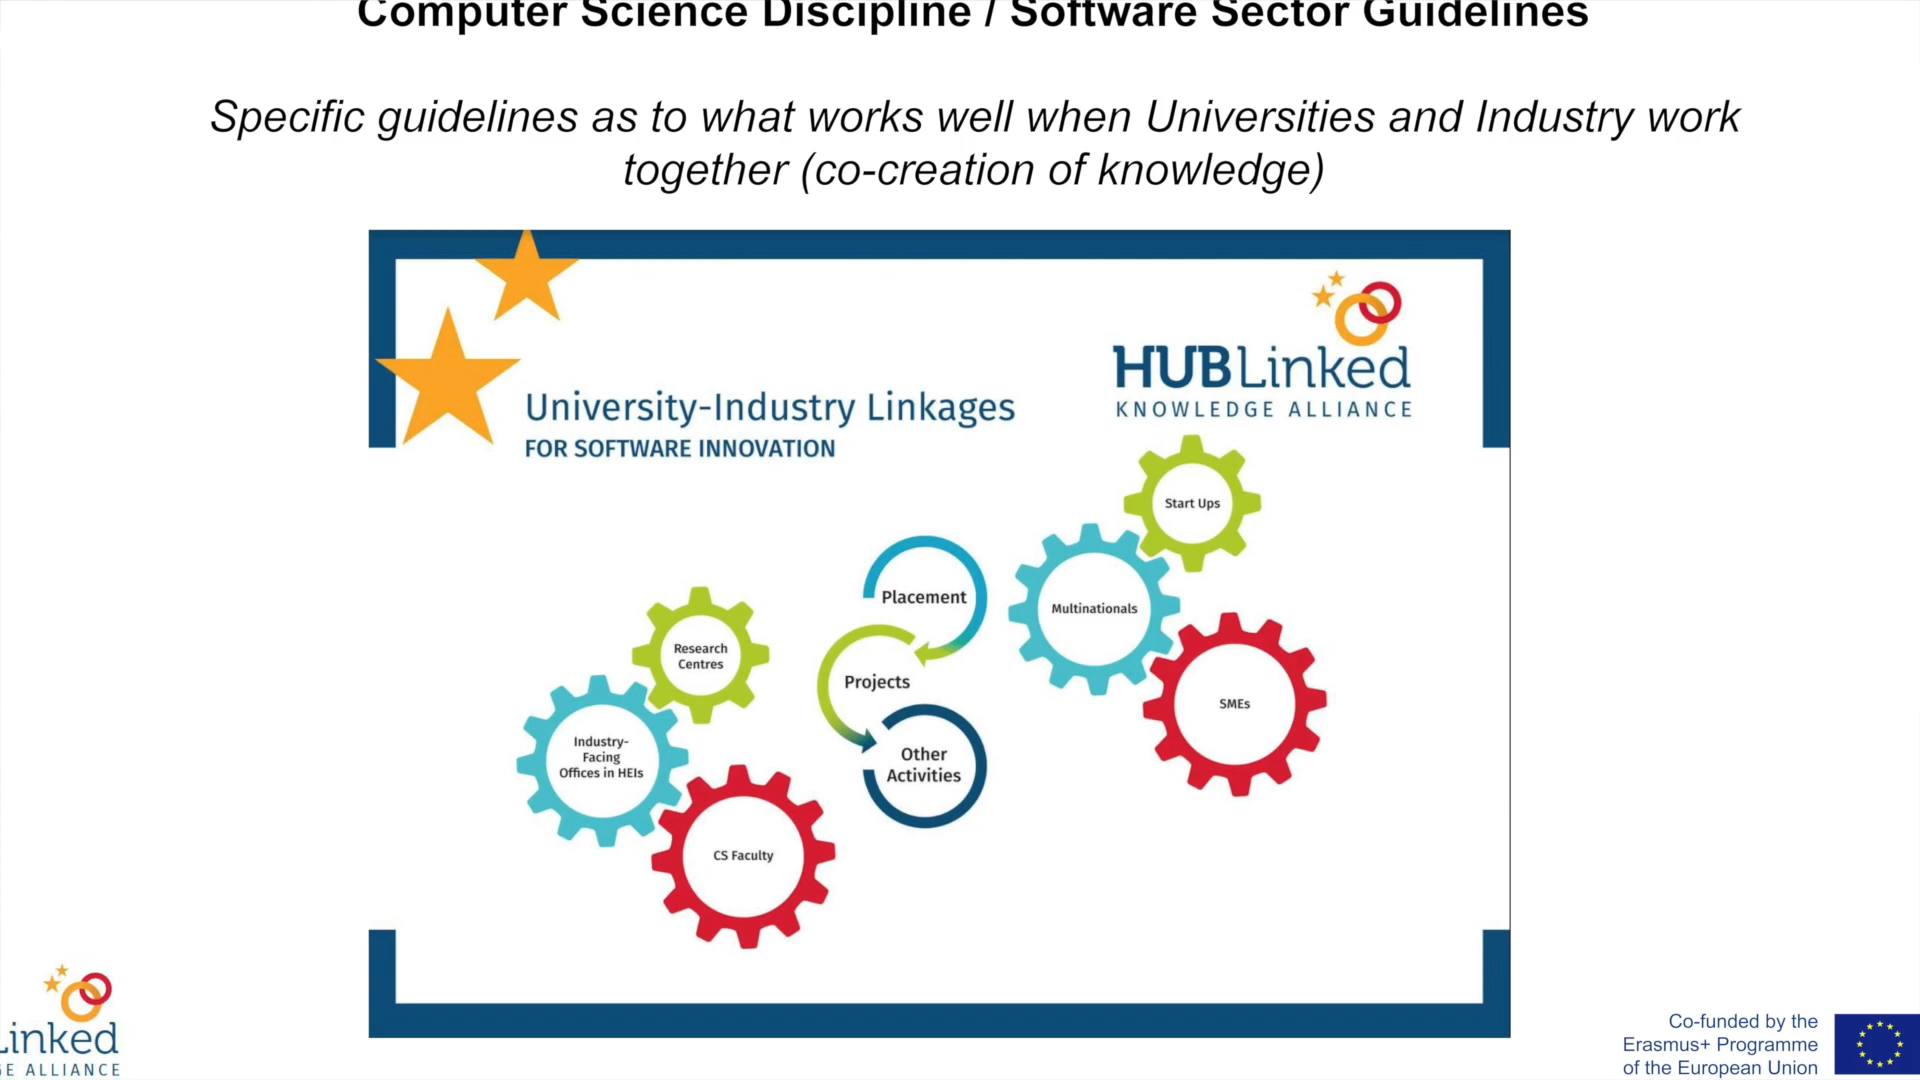 Computer Science Discipline / Software Sector Guidelines
Specific guidelines as to what works well when Universities and Industry work
together (co-creation of knowledge)
HUBLinked
KNOWLEDGE ALLIANCE
University-Industry Linkages
FOR SOFTWARE INNOVATION
Start Ups
Placement
Multinationals
Research
Centres
Projects
SMEs
Industry-
Facing
Offices in HEIs
Other
Activities
CS Faculty
Linked
GE ALLIANCE
Co-funded by the
Erasmus+ Programme
of the European Union